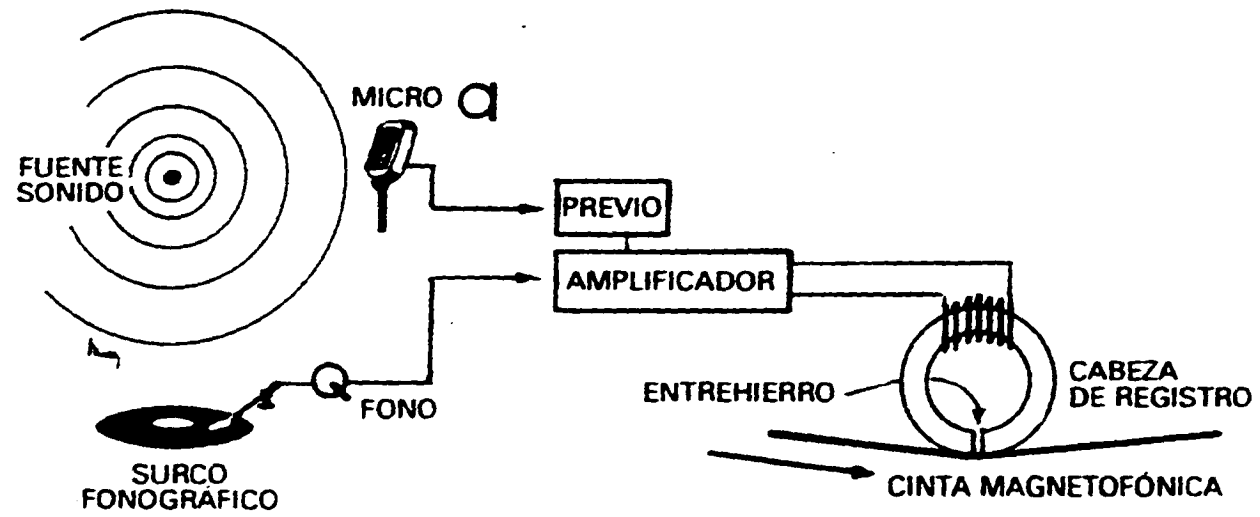 MICRO
FUENTE
SONIDO
PREVIO
AMPLIFICADOR
FONO
SURCO
FONOGRÁFICO
ENTREHIERRO
CABEZA
DE REGISTRO
CINTA MAGNETOFÓNICA